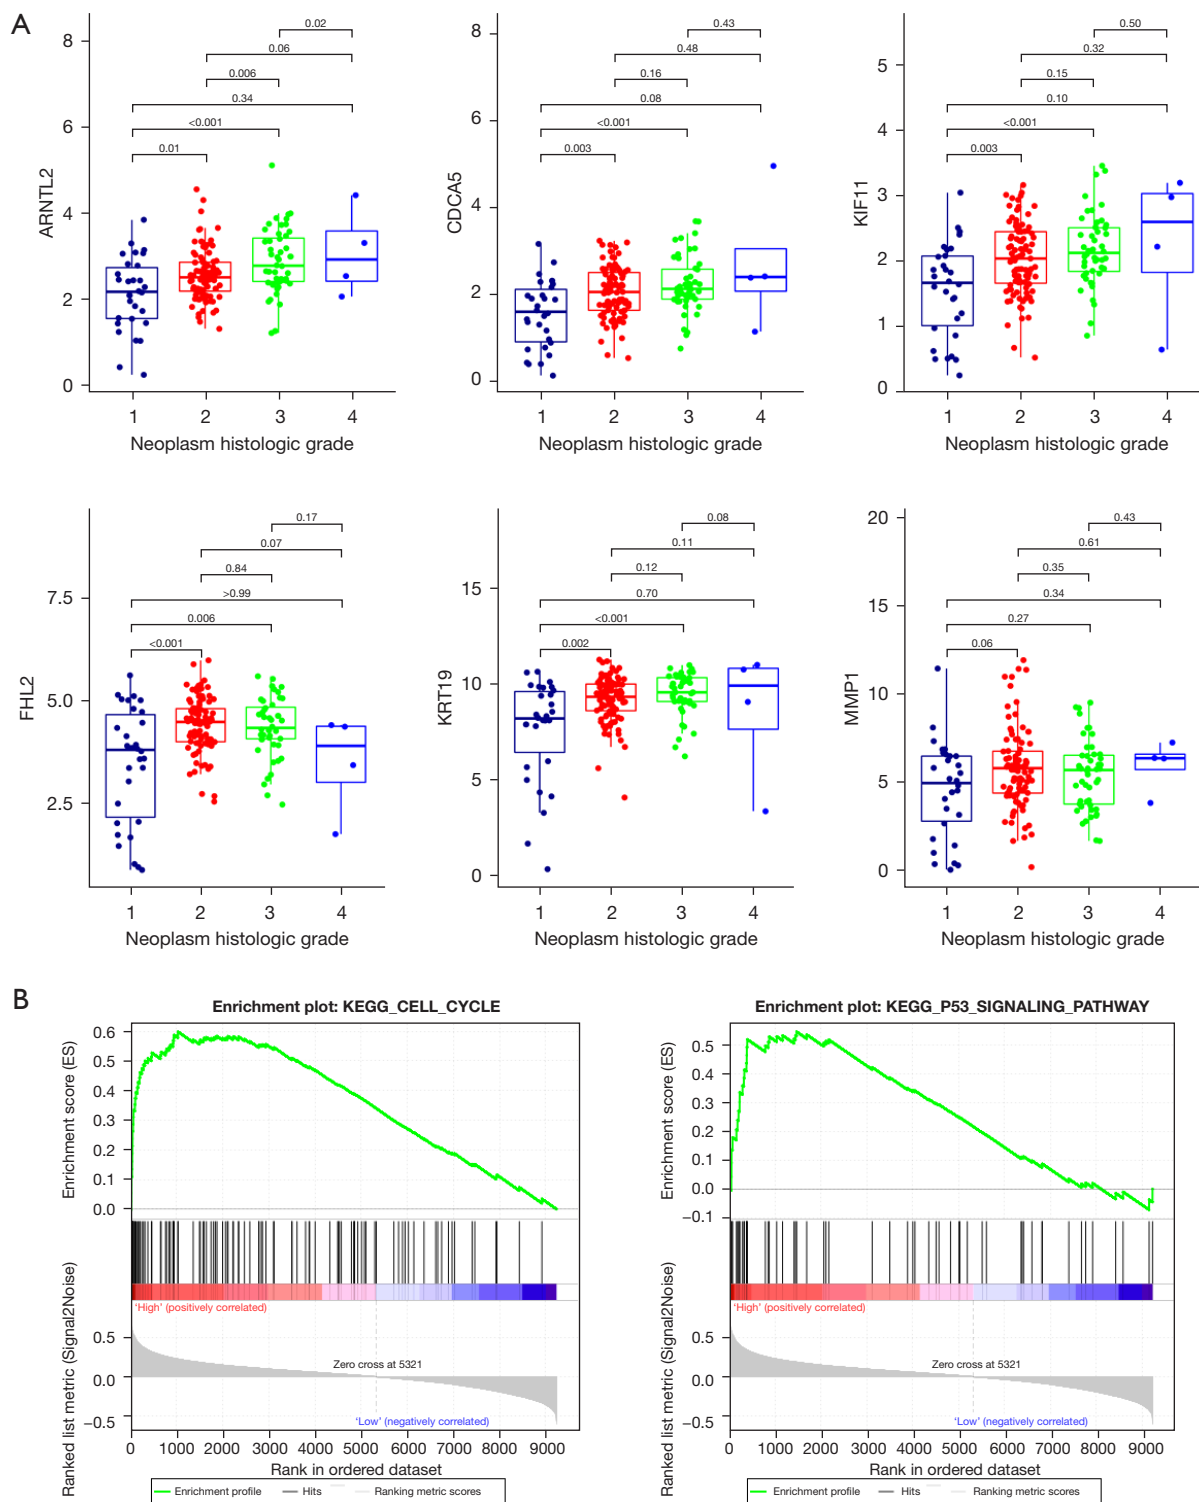 A
ARNTL2
8
6
4
2
0
0.02
0.06
0.006
0.34
<0.001
0.01
1 2 3 4
Neoplasm histologic grade
CDCA5
8
6
4
2
0
0.43
0.48
0.16
0.08
<0.001
0.003
1 2 3 4
Neoplasm histologic grade
KIF11
5
4
3
2
1
0
0.50
0.32
0.15
0.10
<0.001
0.003
1 2 3 4
Neoplasm histologic grade
FHL2
7.5
5.0
2.5
0.17
0.07
0.84
>0.99
0.006
<0.001
1 2 3 4
Neoplasm histologic grade
KRT19
15
10
5
0
0.08
0.11
0.12
0.70
<0.001
0.002
1 2 3 4
Neoplasm histologic grade
MMP1
20
15
10
5
0
0.43
0.61
0.35
0.34
0.27
0.06
1 2 3 4
Neoplasm histologic grade
B
Enrichment plot: KEGG_CELL_CYCLE
Enrichment score (ES)
0.6
0.5
0.4
0.3
0.2
0.1
0.0
'High' (positively correlated)
Ranked list metric (Signal2Noise)
0.5
0.0
−0.5
Zero cross at 5321
'Low' (negatively correlated)
0 1000 2000 3000 4000 5000 6000 7000 8000 9000
Rank in ordered dataset
Enrichment profile Hits Ranking metric scores
Enrichment plot: KEGG_P53_SIGNALING_PATHWAY
Enrichment score (ES)
0.5
0.4
0.3
0.2
0.1
0.0
−0.1
'High' (positively correlated)
Ranked list metric (Signal2Noise)
0.5
0.0
−0.5
Zero cross at 5321
'Low' (negatively correlated)
0 1000 2000 3000 4000 5000 6000 7000 8000 9000
Rank in ordered dataset
Enrichment profile Hits Ranking metric scores